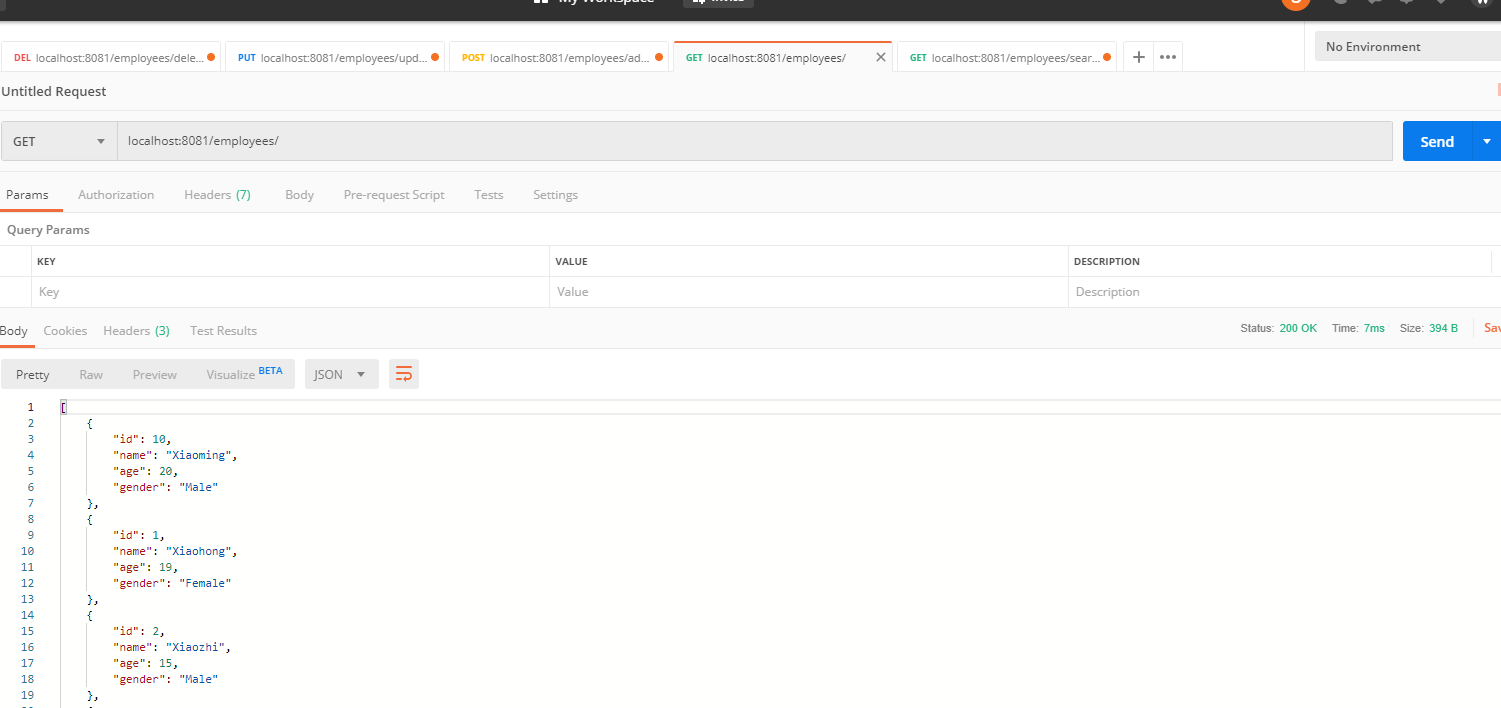 My Workspace Invite
DEL localhost:8081/employees/dele... PUT localhost:8081/employees/upd... POST localhost:8081/employees/ad... GET localhost:8081/employees/ GET localhost:8081/employees/sear... No Environment
Untitled Request
GET localhost:8081/employees/ Send
Params Authorization Headers (7) Body Pre-request Script Tests Settings
Query Params
KEY VALUE DESCRIPTION
Key Value Description
Body Cookies Headers (3) Test Results Status: 200 OK Time: 7ms Size: 394 B Sav
Pretty Raw Preview Visualize BETA JSON
1 [
2 {
3 "id": 10,
4 "name": "Xiaoming",
5 "age": 20,
6 "gender": "Male"
7 },
8 {
9 "id": 1,
10 "name": "Xiaohong",
11 "age": 19,
12 "gender": "Female"
13 },
14 {
15 "id": 2,
16 "name": "Xiaozhi",
17 "age": 15,
18 "gender": "Male"
19 },